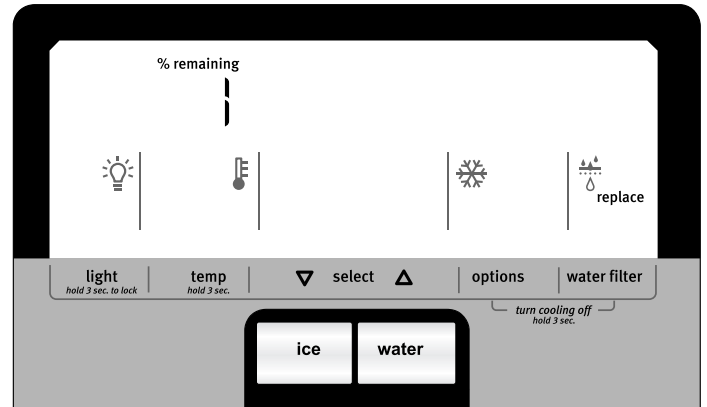 % remaining
1
replace
light temp ▽ select △ options water filter
hold 3 sec. to lock hold 3 sec.
turn cooling off
hold 3 sec.
ice water